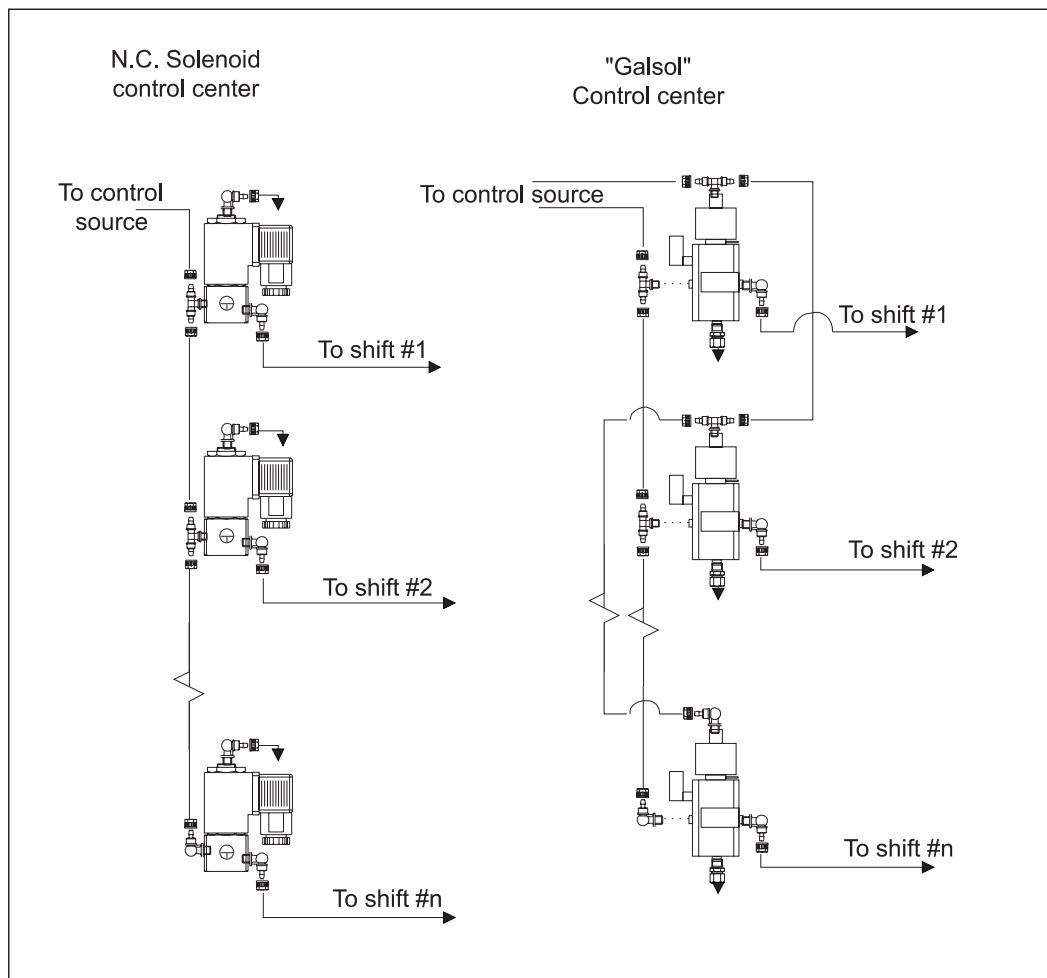 N.C. Solenoid
control center
"Galsol"
Control center
To control
source
To control source
To shift #1
To shift #1
To shift #2
To shift #2
To shift #n
To shift #n